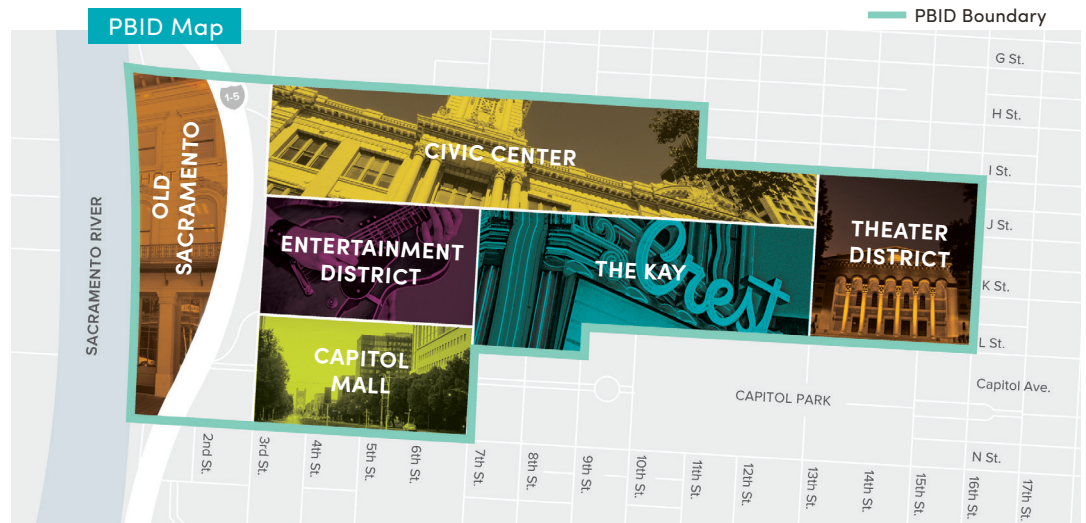 PBID Map
PBID Boundary
G St.
H St.
I St.
J St.
K St.
L St.
Capitol Ave.
N St.
1-5
SACRAMENTO RIVER
OLD
SACRAMENTO
CIVIC CENTER
ENTERTAINMENT
DISTRICT
THE KAY
Crest
THEATER
DISTRICT
CAPITOL
MALL
CAPITOL PARK
2nd St.
3rd St.
4th St.
5th St.
6th St.
7th St.
8th St.
9th St.
10th St.
11th St.
12th St.
13th St.
14th St.
15th St.
16th St.
17th St.